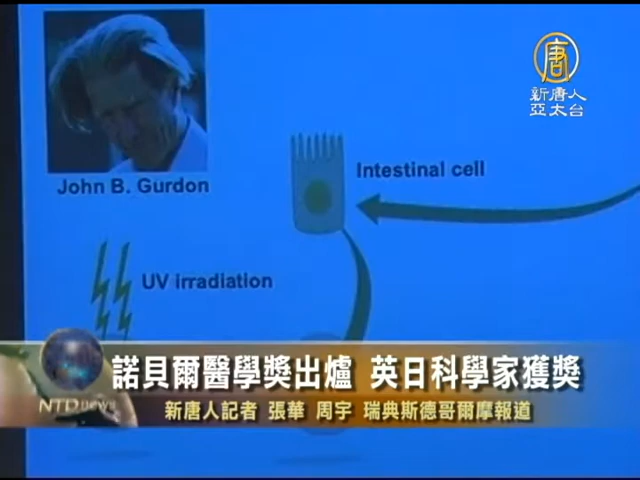 新唐人
亞太台
John B. Gurdon
Intestinal cell
UV irradiation
諾貝爾醫學獎出爐 英日科學家獲獎
NTDnews
新唐人記者 張華 周宇 瑞典斯德哥爾摩報道